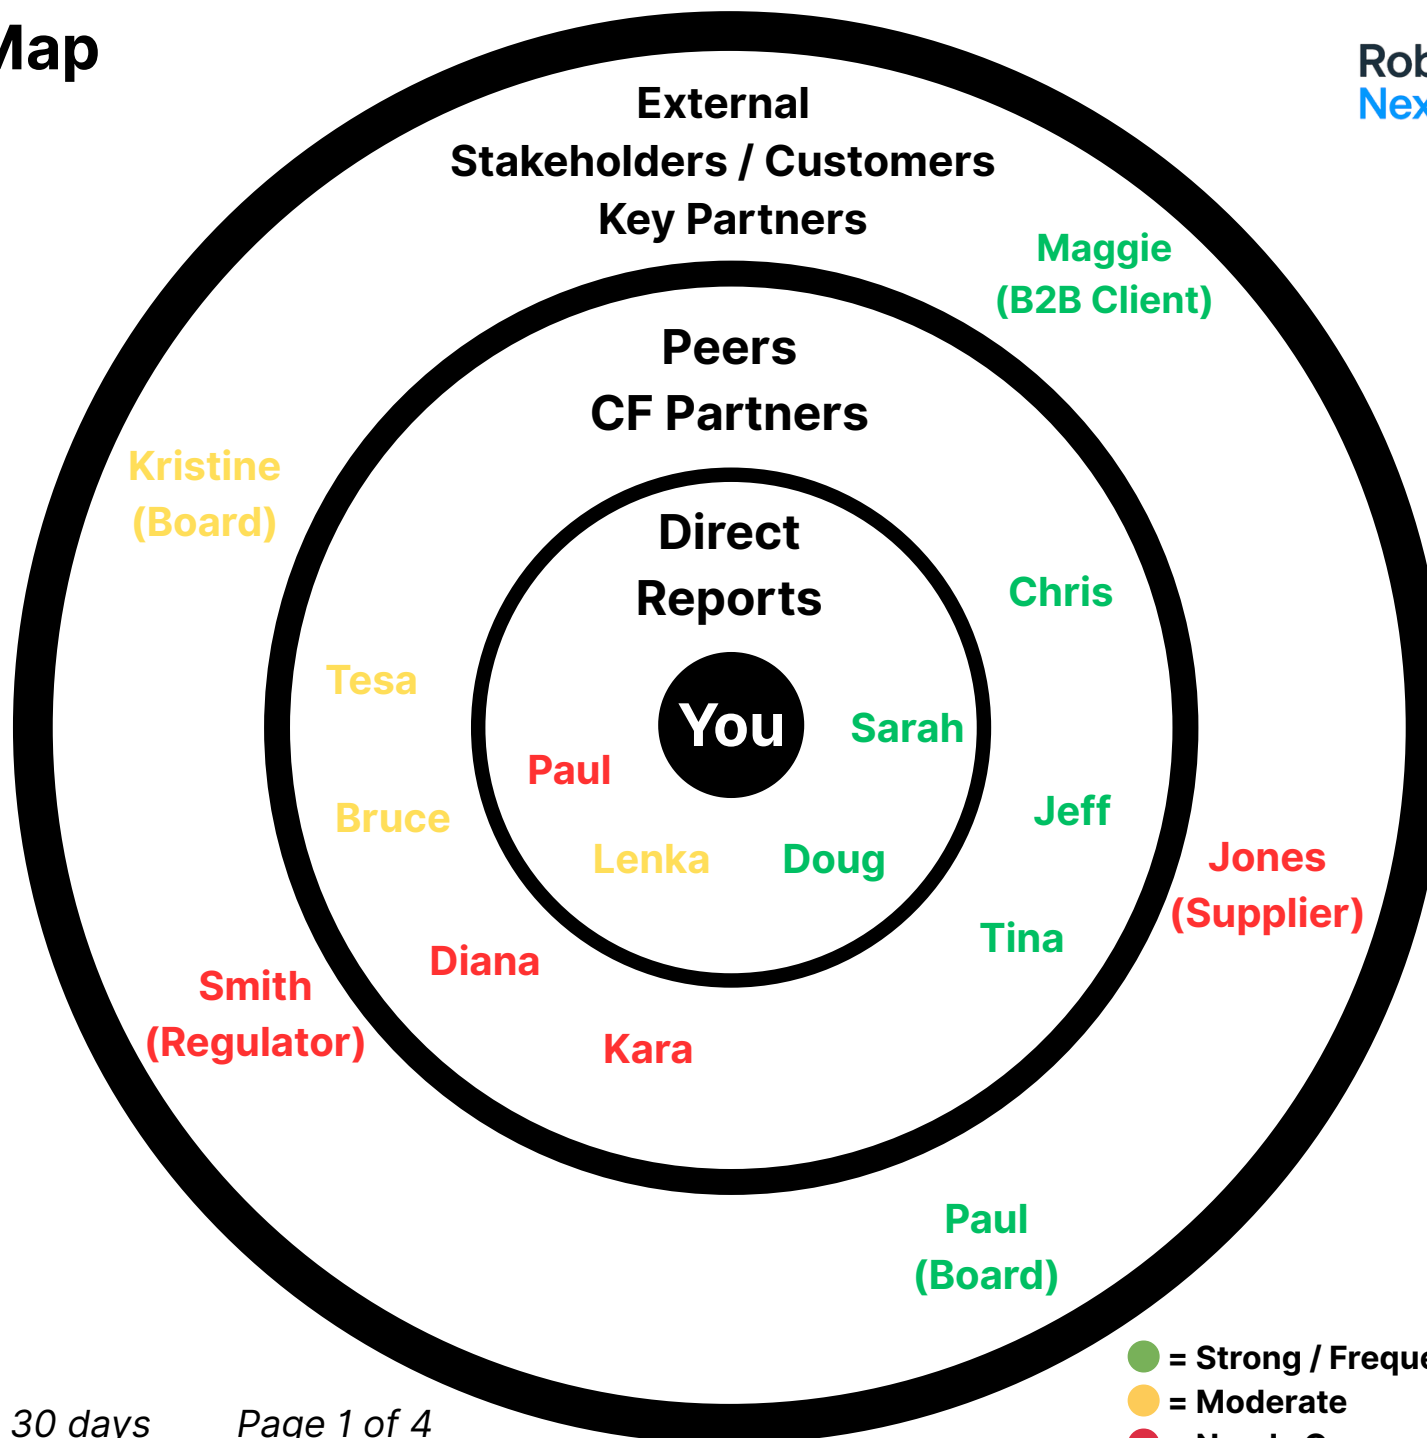 Map
Rob
Nex
External
Stakeholders / Customers
Key Partners
Maggie
(B2B Client)
Peers
CF Partners
Kristine
(Board)
Direct
Reports
Chris
Tesa
You
Sarah
Paul
Bruce
Jeff
Lenka
Doug
Jones
(Supplier)
Tina
Diana
Smith
(Regulator)
Kara
Paul
(Board)
= Strong / Freque
= Moderate
30 days
Page 1 of 4